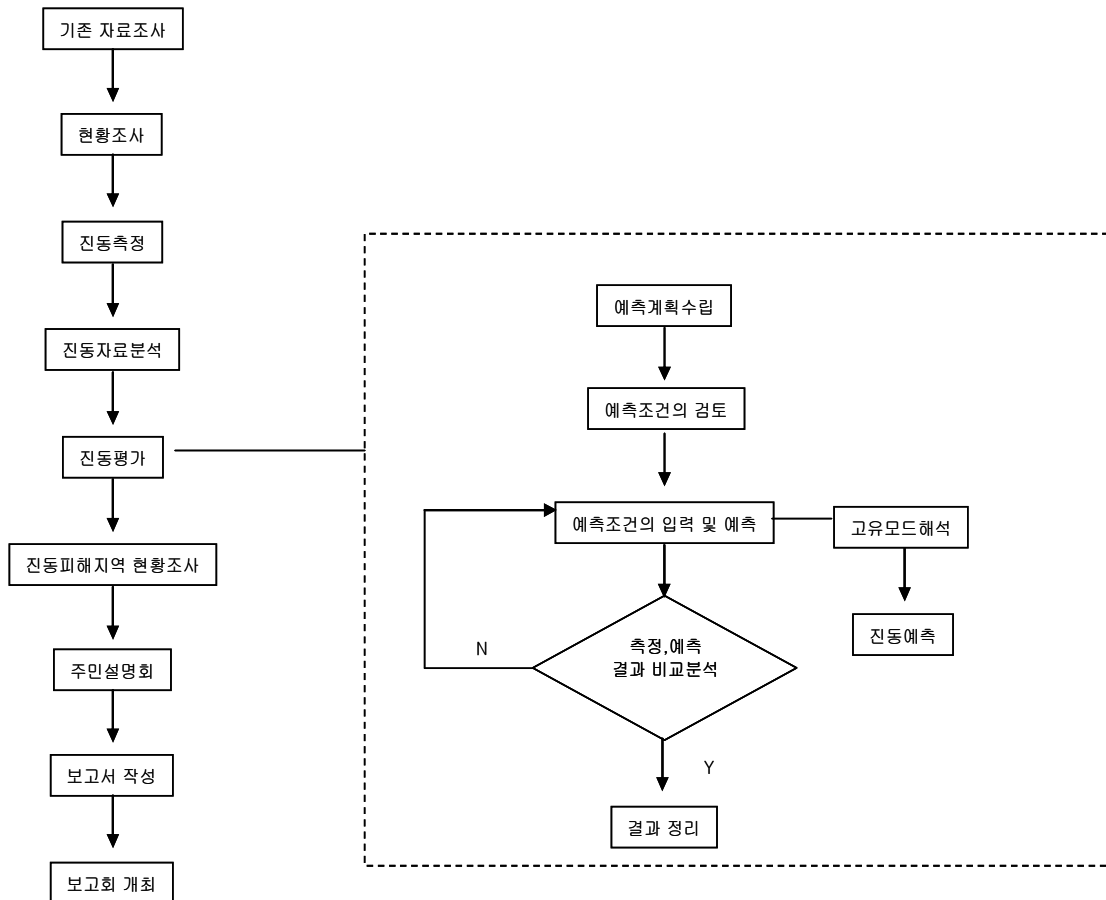 기존 자료조사
현황조사
진동측정
진동자료분석
진동평가
진동피해지역 현황조사
주민설명회
보고서 작성
보고회 개최
예측계획수립
예측조건의 검토
예측조건의 입력 및 예측
고유모드해석
진동예측
측정,예측
결과 비교분석
N
Y
결과 정리